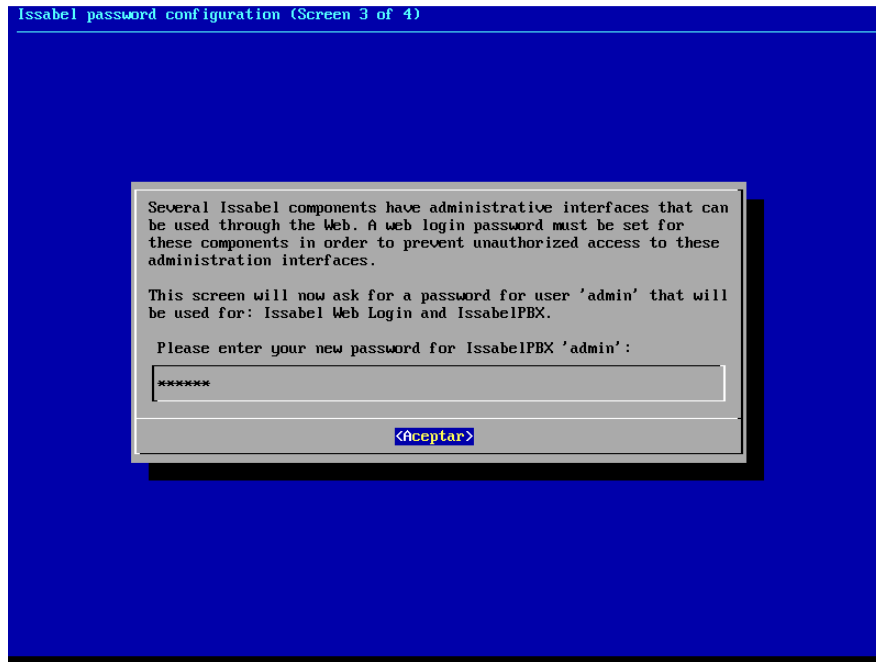 Issabel password configuration (Screen 3 of 4)
Several Issabel components have administrative interfaces that can
be used through the Web. A web login password must be set for
these components in order to prevent unauthorized access to these
administration interfaces.
This screen will now ask for a password for user 'admin' that will
be used for: Issabel Web Login and IssabelPBX.
Please enter your new password for IssabelPBX 'admin':
******
<Aceptar>